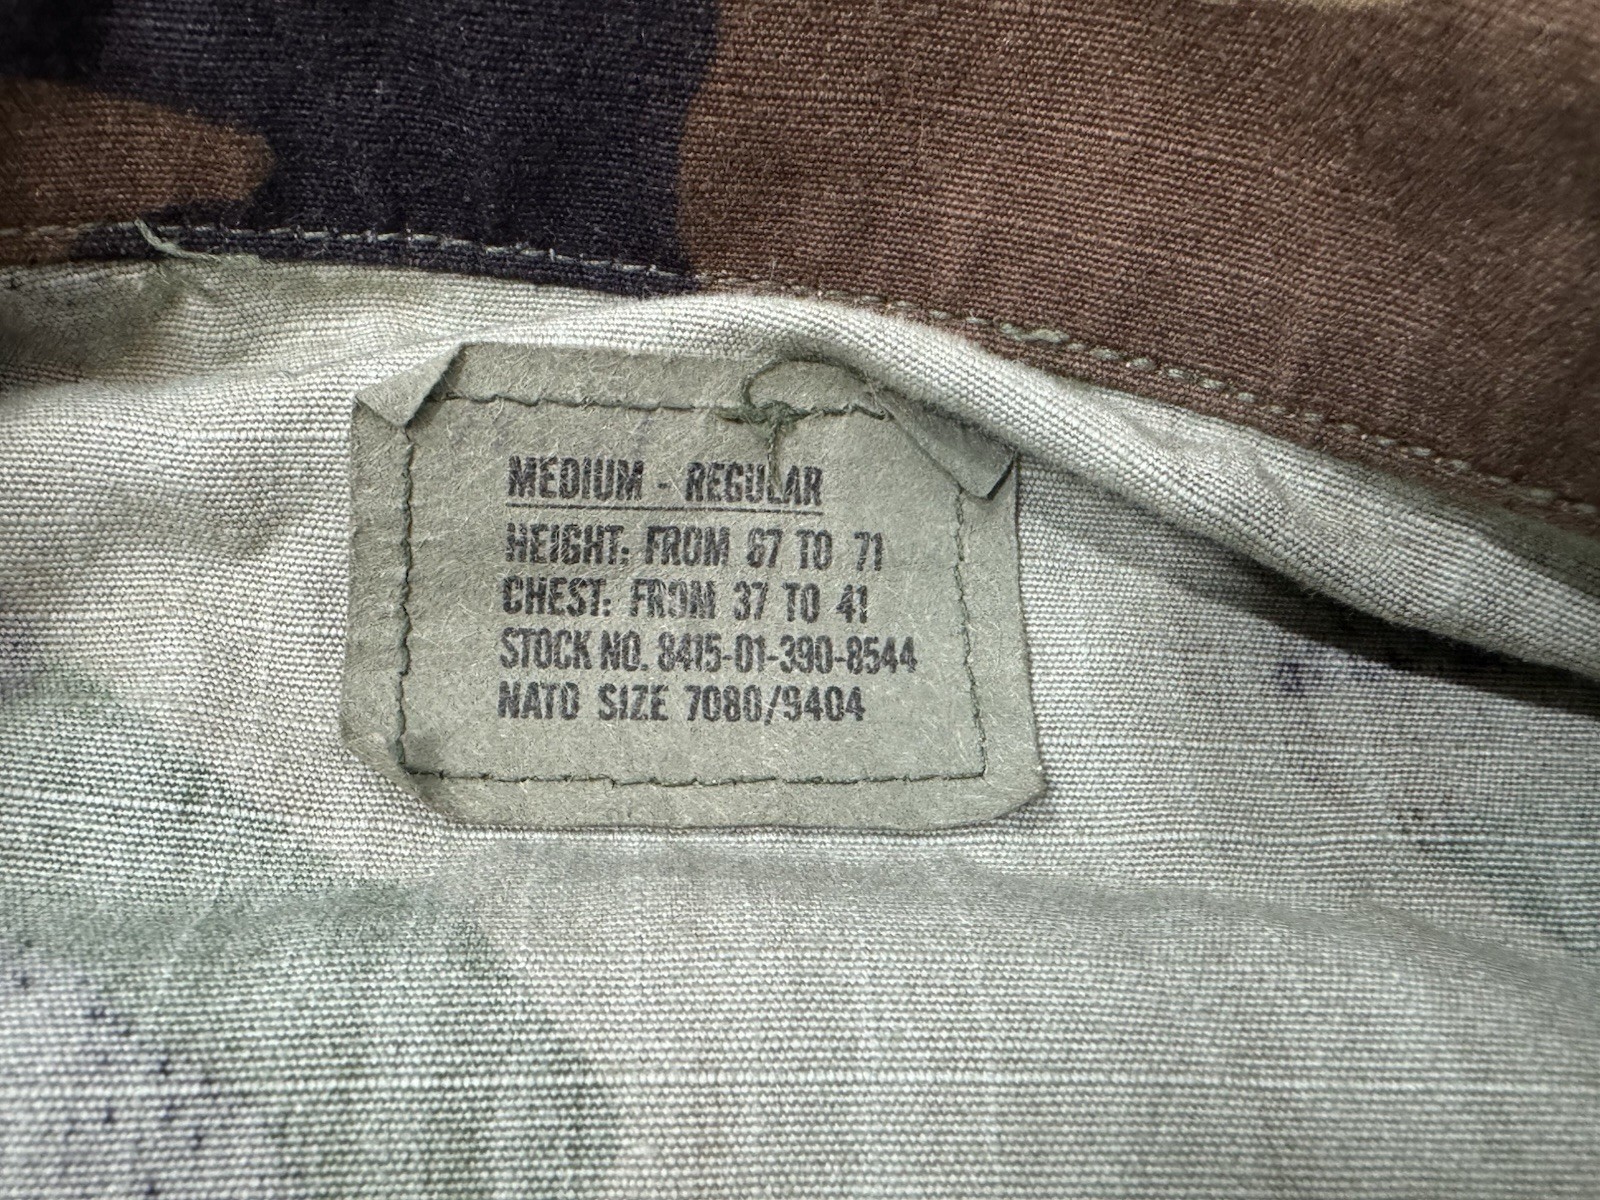 MEDIUM - REGULAR
HEIGHT: FROM 67 TO 71
CHEST: FROM 37 TO 41
STOCK NO. 8415-01-390-8544
NATO SIZE 7080/9404